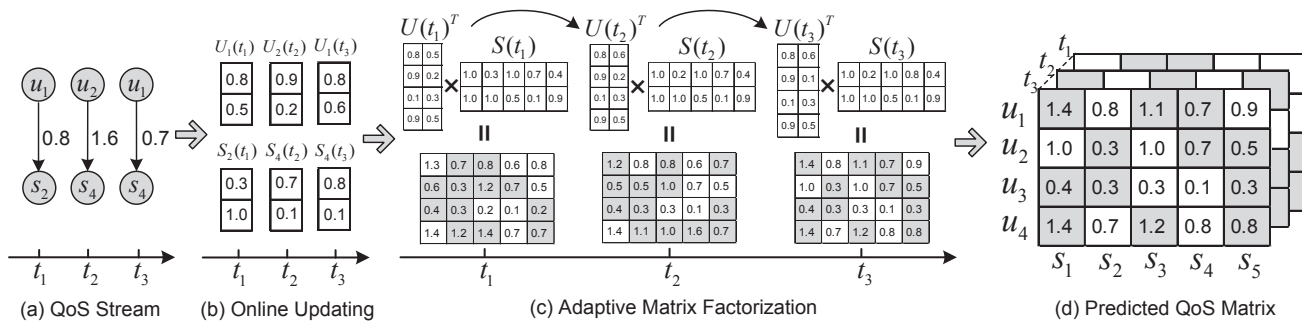 u1 u2 u1
0.8 1.6 0.7
s2 s4 s4
t1 t2 t3
(a) QoS Stream
U1(t1) U2(t2) U1(t3)
0.8 0.9 0.8
0.5 0.2 0.6
S2(t1) S4(t2) S4(t3)
0.3 0.7 0.8
1.0 0.1 0.1
t1 t2 t3
(b) Online Updating
U(t1)^T
0.8 0.5
0.9 0.2
0.1 0.3
0.9 0.5
×
S(t1)
1.0 0.3 1.0 0.7 0.4
1.0 1.0 0.5 0.1 0.9
=
1.3 0.7 0.8 0.6 0.8
0.6 0.3 1.2 0.7 0.5
0.4 0.3 0.2 0.1 0.2
1.4 1.2 1.4 0.7 0.7
t1
U(t2)^T
0.8 0.5
0.9 0.2
0.1 0.3
0.9 0.5
×
S(t2)
1.0 0.2 1.0 0.7 0.4
1.0 1.0 0.5 0.1 0.9
=
1.2 0.8 0.8 0.6 0.7
0.5 0.5 1.0 0.7 0.5
0.4 0.3 0.3 0.1 0.3
1.4 1.1 1.0 1.6 0.7
t2
U(t3)^T
0.8 0.6
0.9 0.1
0.1 0.3
0.9 0.5
×
S(t3)
1.0 0.2 1.0 0.8 0.4
1.0 1.0 0.5 0.1 0.9
=
1.4 0.8 1.1 0.7 0.9
1.0 0.3 1.0 0.7 0.5
0.4 0.3 0.3 0.1 0.3
1.4 0.7 1.2 0.8 0.8
t3
(c) Adaptive Matrix Factorization
t1
t2
t3
u1 1.4 0.8 1.1 0.7 0.9
u2 1.0 0.3 1.0 0.7 0.5
u3 0.4 0.3 0.3 0.1 0.3
u4 1.4 0.7 1.2 0.8 0.8
s1 s2 s3 s4 s5
(d) Predicted QoS Matrix